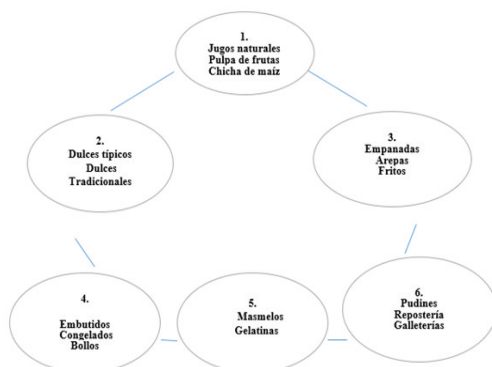 1.
Jugos naturales
Pulpa de frutas
Chicha de maíz
2.
Dulces típicos
Dulces
Tradicionales
3.
Empanadas
Arepas
Fritos
4.
Embutidos
Congelados
Bollos
5.
Masmelos
Gelatinas
6.
Pudines
Repostería
Galleterías